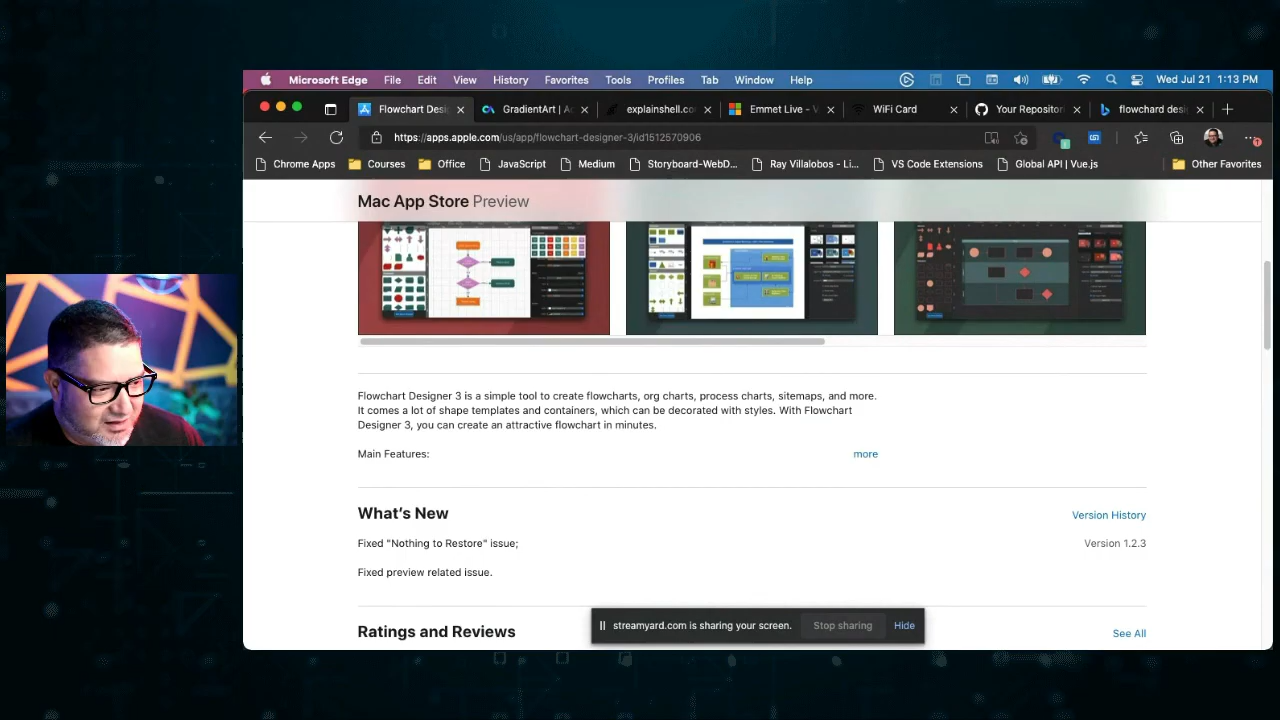 Microsoft Edge File Edit View History Favorites Tools Profiles Tab Window Help Wed Jul 21 1:13 PM
Flowchart Desi GradientArt | A explainshell.co Emmet Live - V WiFi Card Your Repositor flowchard desi
https://apps.apple.com/us/app/flowchart-designer-3/id1512570906
Chrome Apps Courses Office JavaScript Medium Storyboard-WebD... Ray Villalobos - Li... VS Code Extensions Global API | Vue.js Other Favorites
Mac App Store Preview
Flowchart Designer 3 is a simple tool to create flowcharts, org charts, process charts, sitemaps, and more.
It comes a lot of shape templates and containers, which can be decorated with styles. With Flowchart
Designer 3, you can create an attractive flowchart in minutes.
Main Features: more
What's New Version History
Fixed "Nothing to Restore" issue; Version 1.2.3
Fixed preview related issue.
streamyard.com is sharing your screen. Stop sharing Hide
Ratings and Reviews See All